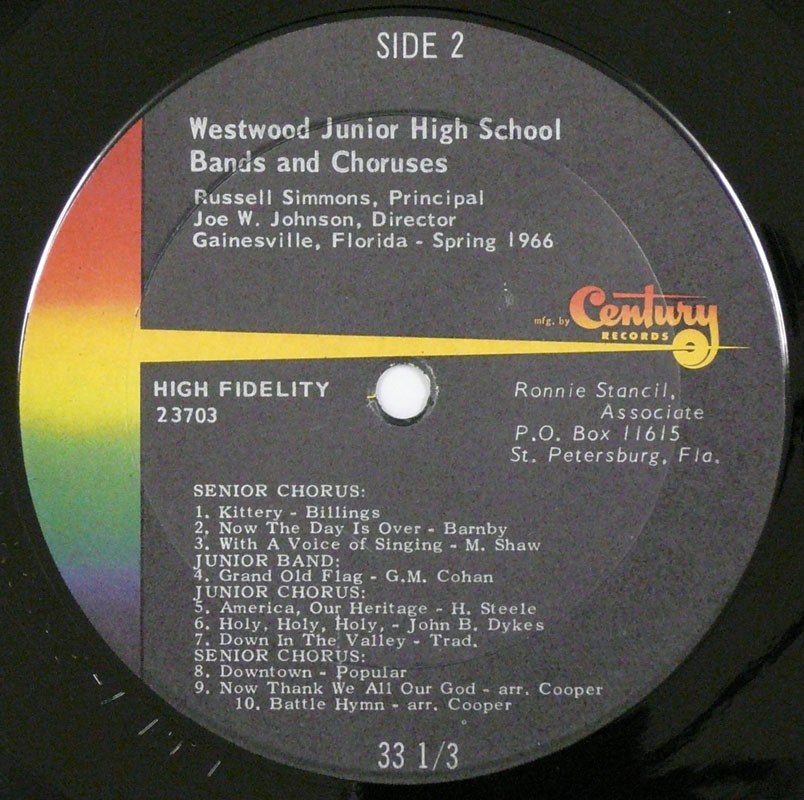 SIDE 2
Westwood Junior High School
Bands and Choruses
Russell Simmons, Principal
Joe W. Johnson, Director
Gainesville, Florida - Spring 1966
mfg. by Century
RECORDS
HIGH FIDELITY
23703
Ronnie Stancil,
Associate
P.O. Box 11615
St. Petersburg, Fla.
SENIOR CHORUS:
1. Kittery - Billings
2. Now The Day Is Over - Barnby
3. With A Voice of Singing - M. Shaw
JUNIOR BAND:
4. Grand Old Flag - G.M. Cohan
JUNIOR CHORUS:
5. America, Our Heritage - H. Steele
6. Holy, Holy, Holy, - John B. Dykes
7. Down In The Valley - Trad.
SENIOR CHORUS:
8. Downtown - Popular
9. Now Thank We All Our God - arr. Cooper
10. Battle Hymn - arr. Cooper
33 1/3